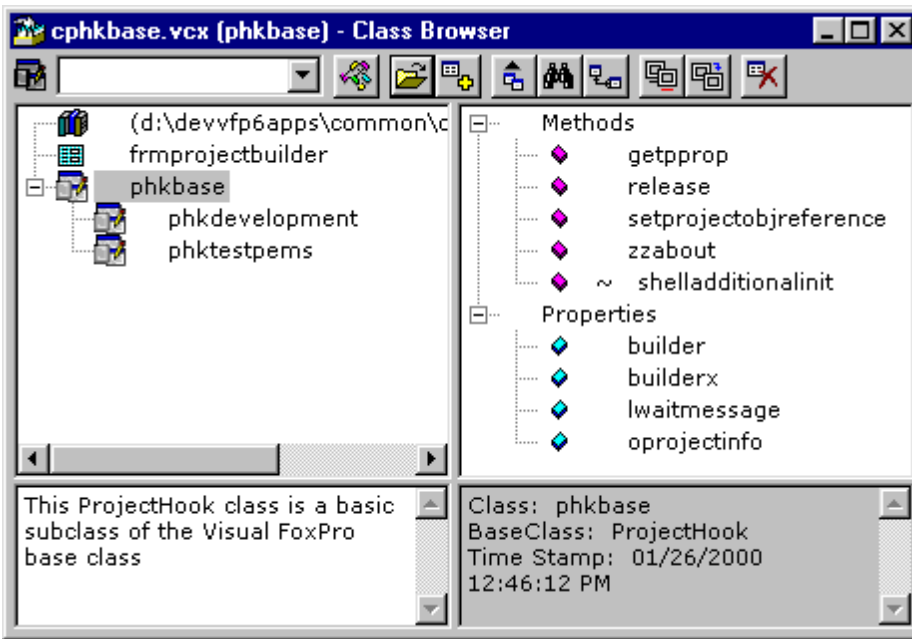 cphkbase.vcx (phkbase) - Class Browser
(d:\devvfp6apps\common\c
frmprojectbuilder
phkbase
phkdevelopment
phktestpems
Methods
getpprop
release
setprojectobjreference
zzabout
~ shelladditionalinit
Properties
builder
builderx
lwaitmessage
oprojectinfo
This ProjectHook class is a basic
subclass of the Visual FoxPro
base class
Class: phkbase
BaseClass: ProjectHook
Time Stamp: 01/26/2000
12:46:12 PM